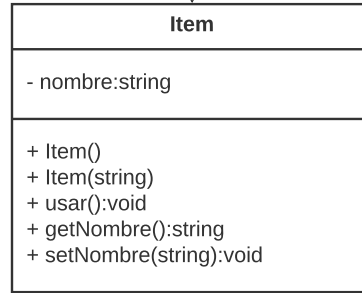 Item
- nombre:string
+ Item()
+ Item(string)
+ usar():void
+ getNombre():string
+ setNombre(string):void